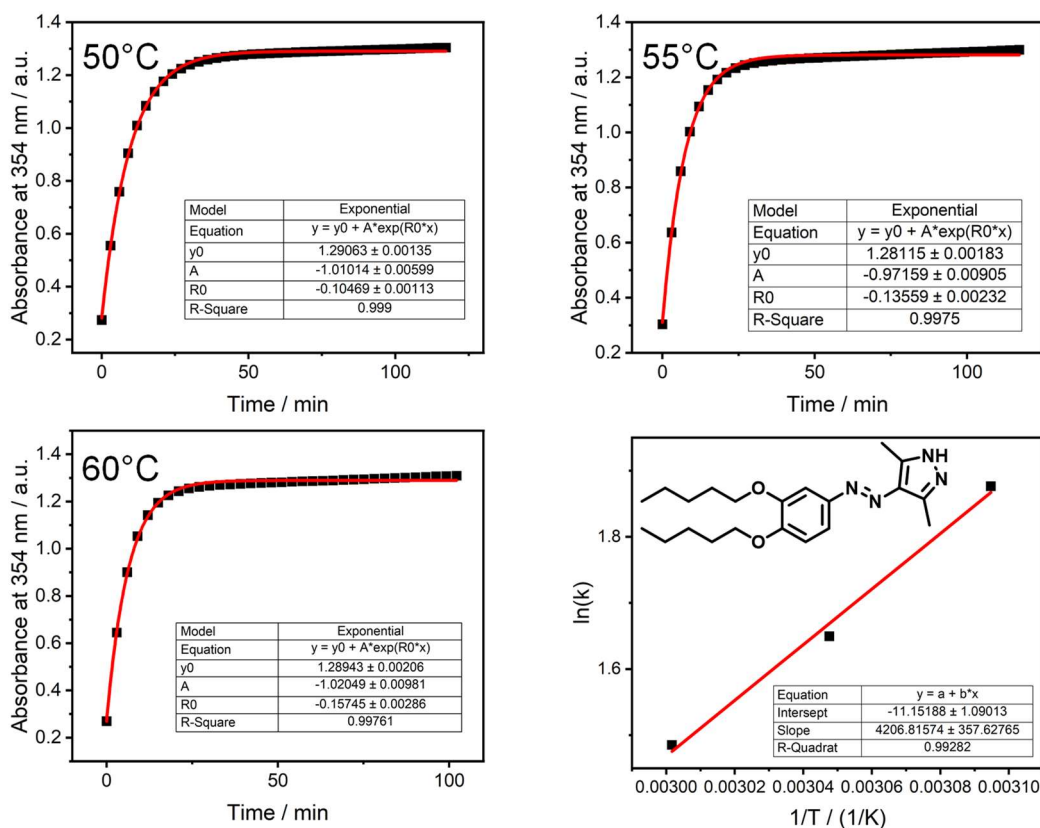 50°C
Absorbance at 354 nm / a.u.
1.4
1.2
1.0
0.8
0.6
0.4
0.2
Model Exponential
Equation y = y0 + A*exp(R0*x)
y0 1.29063 ± 0.00135
A -1.01014 ± 0.00599
R0 -0.10469 ± 0.00113
R-Square 0.999
0 50 100
Time / min
55°C
Absorbance at 354 nm / a.u.
1.4
1.2
1.0
0.8
0.6
0.4
0.2
Model Exponential
Equation y = y0 + A*exp(R0*x)
y0 1.28115 ± 0.00183
A -0.97159 ± 0.00905
R0 -0.13559 ± 0.00232
R-Square 0.9975
0 50 100
Time / min
60°C
Absorbance at 354 nm / a.u.
1.4
1.2
1.0
0.8
0.6
0.4
0.2
Model Exponential
Equation y = y0 + A*exp(R0*x)
y0 1.28943 ± 0.00206
A -1.02049 ± 0.00981
R0 -0.15745 ± 0.00286
R-Square 0.99761
0 50 100
Time / min
ln(k)
1.8
1.6
O
O
N
N
NH
N
Equation y = a + b*x
Intersept -11.15188 ± 1.09013
Slope 4206.81574 ± 357.62765
R-Quadrat 0.99282
0.00300 0.00302 0.00304 0.00306 0.00308 0.00310
1/T / (1/K)